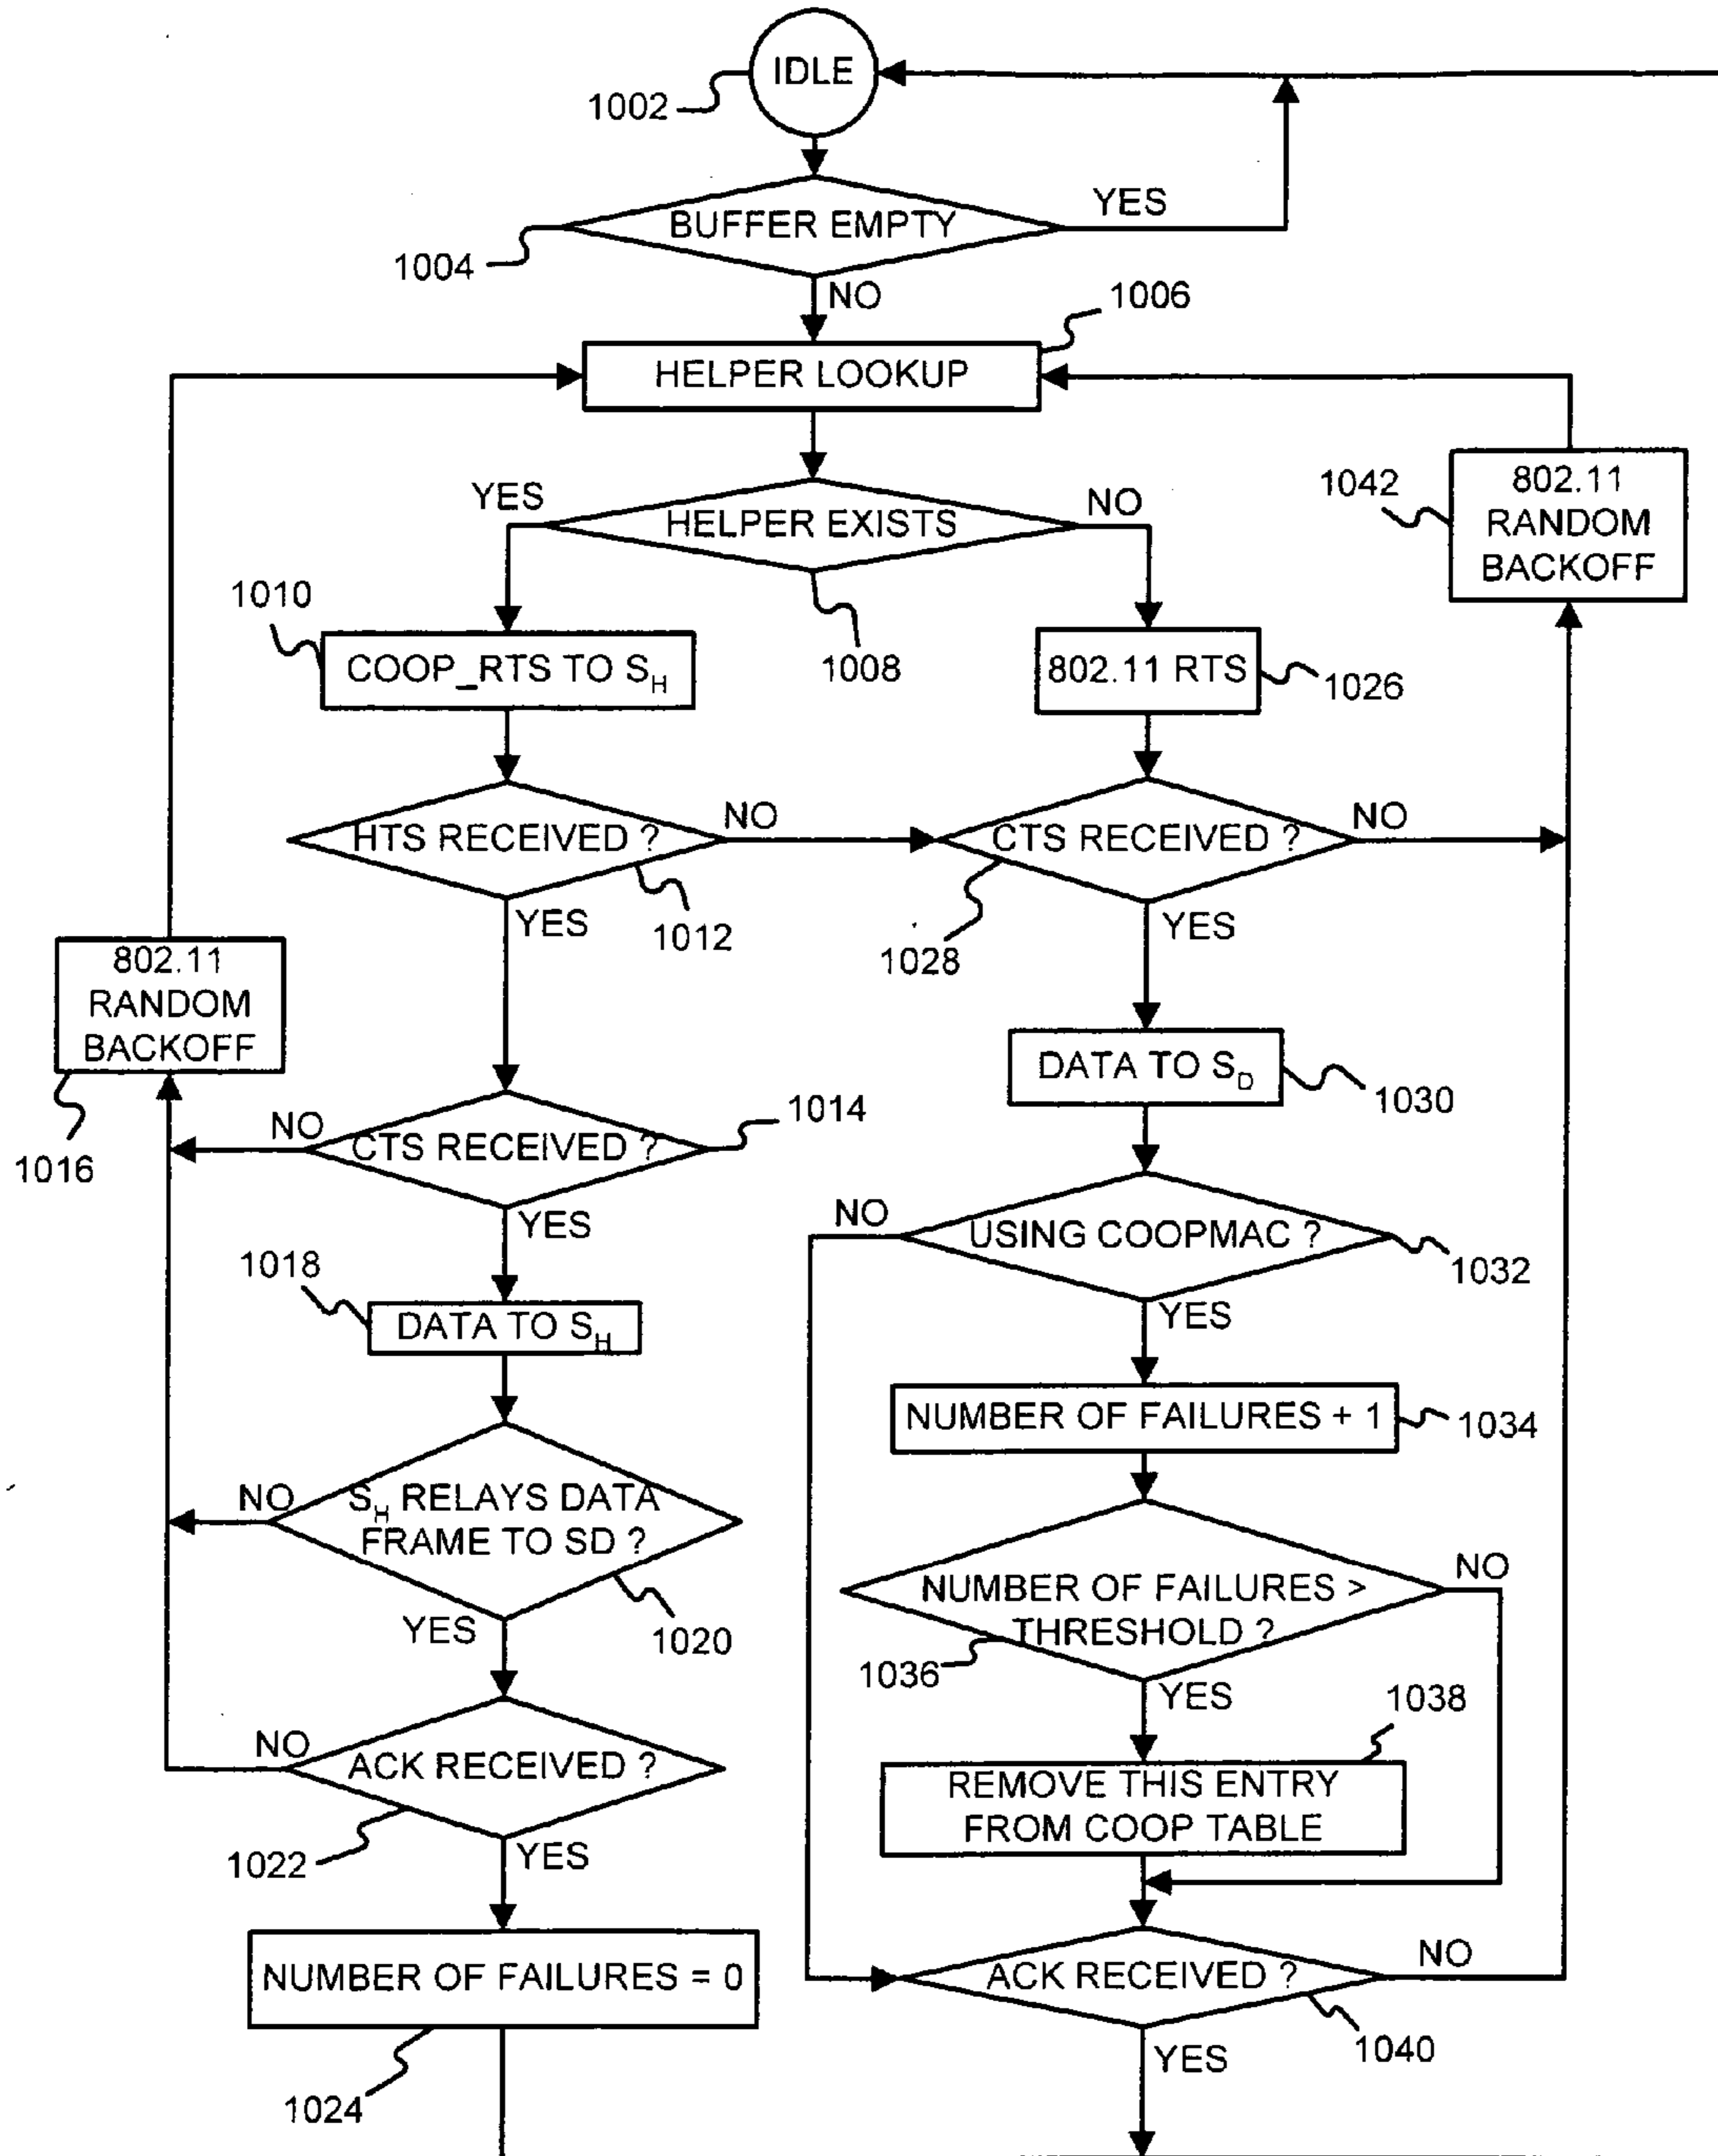 IDLE
1002
BUFFER EMPTY
YES
1004
NO
1006
HELPER LOOKUP
YES
HELPER EXISTS
NO
1008
1042
802.11
RANDOM
BACKOFF
1010
COOP_RTS TO S_H
802.11 RTS
1026
HTS RECEIVED ?
NO
1012
YES
CTS RECEIVED ?
NO
1028
YES
802.11
RANDOM
BACKOFF
1016
DATA TO S_D
1030
NO
CTS RECEIVED ?
1014
YES
NO
USING COOPMAC ?
1032
YES
1018
DATA TO S_H
NUMBER OF FAILURES + 1
1034
NO
S_H RELAYS DATA
FRAME TO SD ?
1020
YES
NUMBER OF FAILURES >
THRESHOLD ?
NO
1036
YES
1038
NO
ACK RECEIVED ?
1022
YES
REMOVE THIS ENTRY
FROM COOP TABLE
NUMBER OF FAILURES = 0
1024
ACK RECEIVED ?
NO
1040
YES